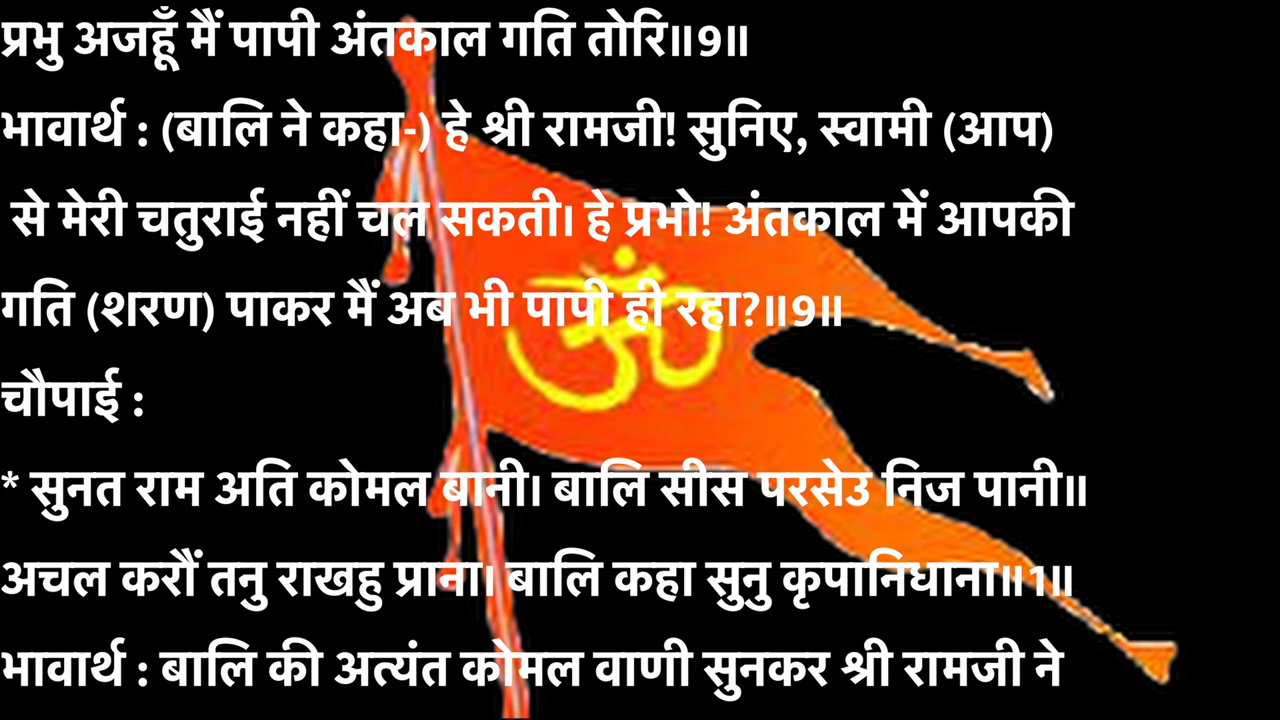 प्रभु अजहूँ मैं पापी अंतकाल गति तोरि॥9॥
भावार्थ : (बालि ने कहा-) हे श्री रामजी! सुनिए, स्वामी (आप)
से मेरी चतुराई नहीं चल सकती। हे प्रभो! अंतकाल में आपकी
गति (शरण) पाकर मैं अब भी पापी ही रहा?॥9॥
चौपाई :
* सुनत राम अति कोमल बानी। बालि सीस परसेउ निज पानी॥
अचल करौं तनु राखहु प्राना। बालि कहा सुनु कृपानिधाना॥1॥
भावार्थ : बालि की अत्यंत कोमल वाणी सुनकर श्री रामजी ने
ॐ